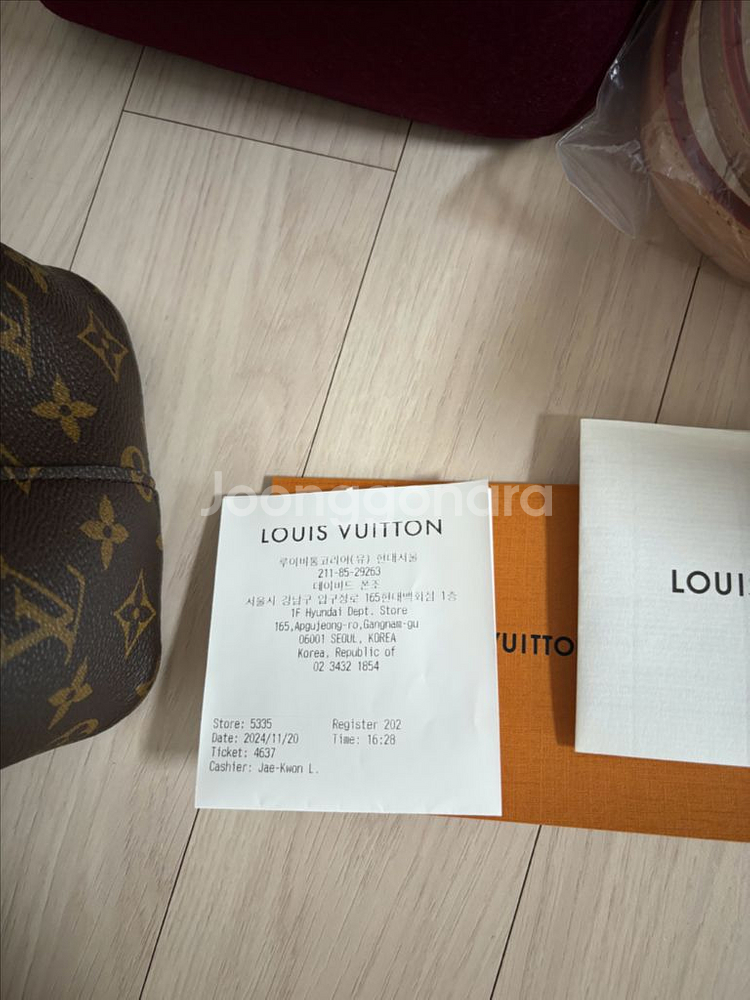 Joonggonara
LOUIS VUITTON
루이비통코리아(유) 현대서울
211-85-29263
데이비드 폰조
서울시 강남구 압구정로 165현대백화점 1층
1F Hyundai Dept. Store
165,Apgujeong-ro,Gangnam-gu
06001 SEOUL, KOREA
Korea, Republic of
02 3432 1854
Store: 5335 Register 202
Date: 2024/11/20 Time: 16:28
Ticket: 4637
Cashier: Jae-Kwon L.
VUITTO
LOUIS